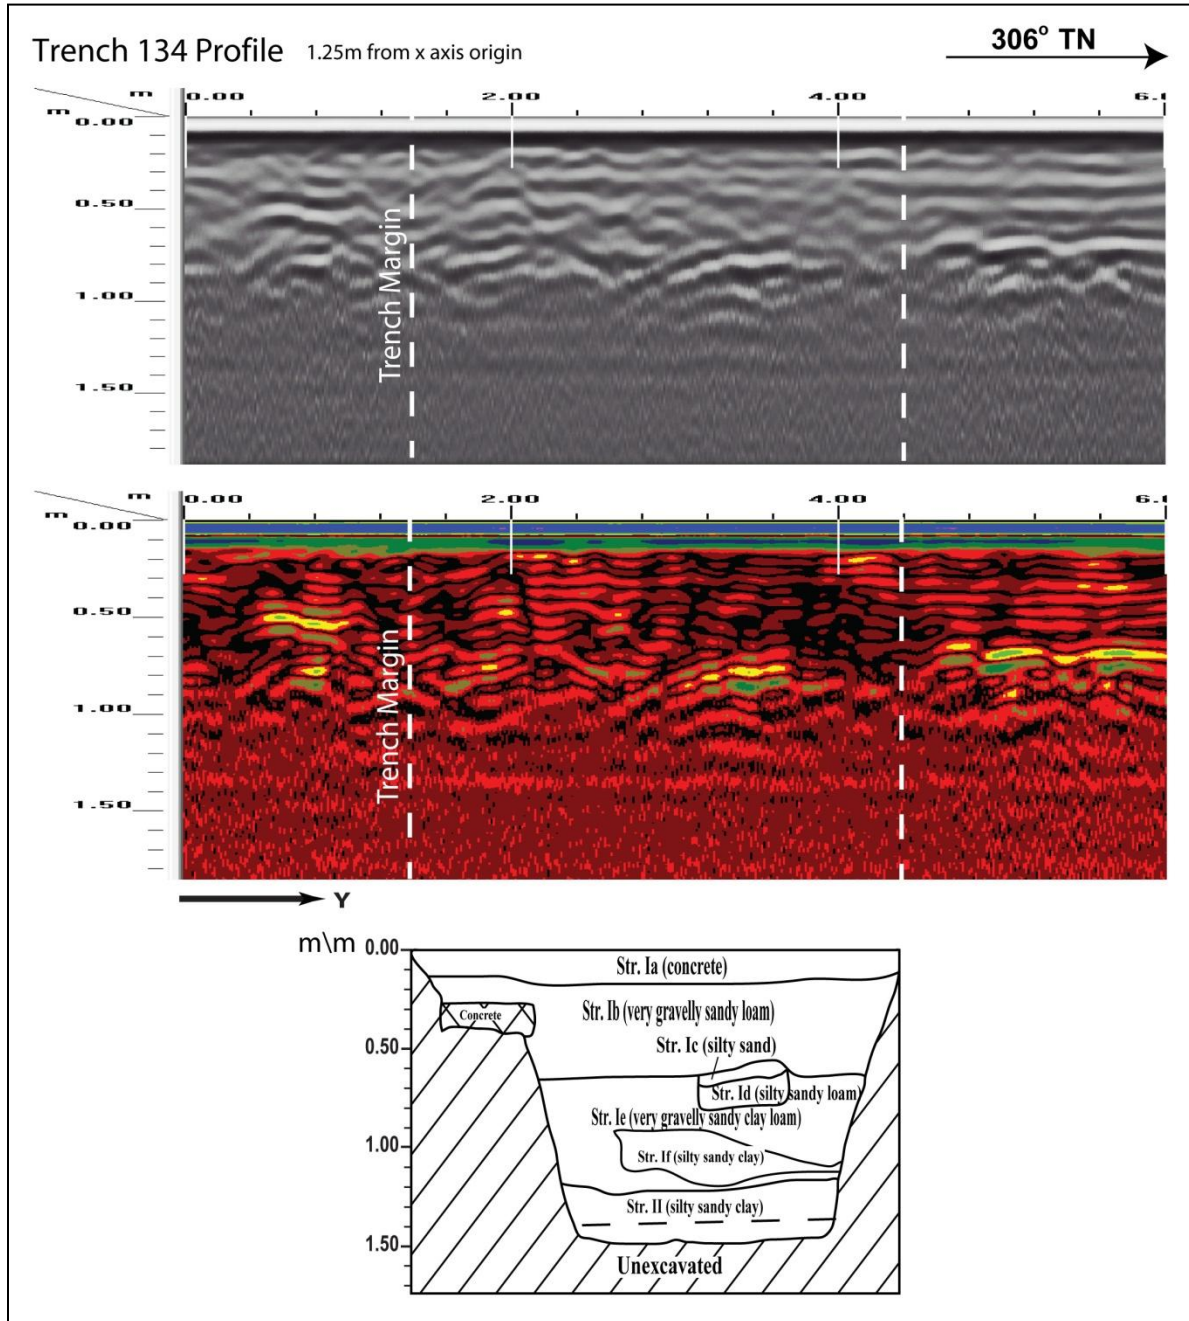 Trench 134 Profile 1.25m from x axis origin
306° TN
m 0.00 2.00 4.00 6.0
m
0.00
0.50
1.00
1.50
Trench Margin
m 0.00 2.00 4.00 6.0
m
0.00
0.50
1.00
1.50
Trench Margin
Y
m\m
0.00
0.50
1.00
1.50
Str. Ia (concrete)
Concrete
Str. Ib (very gravelly sandy loam)
Str. Ic (silty sand)
Str. Id (silty sandy loam)
Str. Ie (very gravelly sandy clay loam)
Str. If (silty sandy clay)
Str. II (silty sandy clay)
Unexcavated